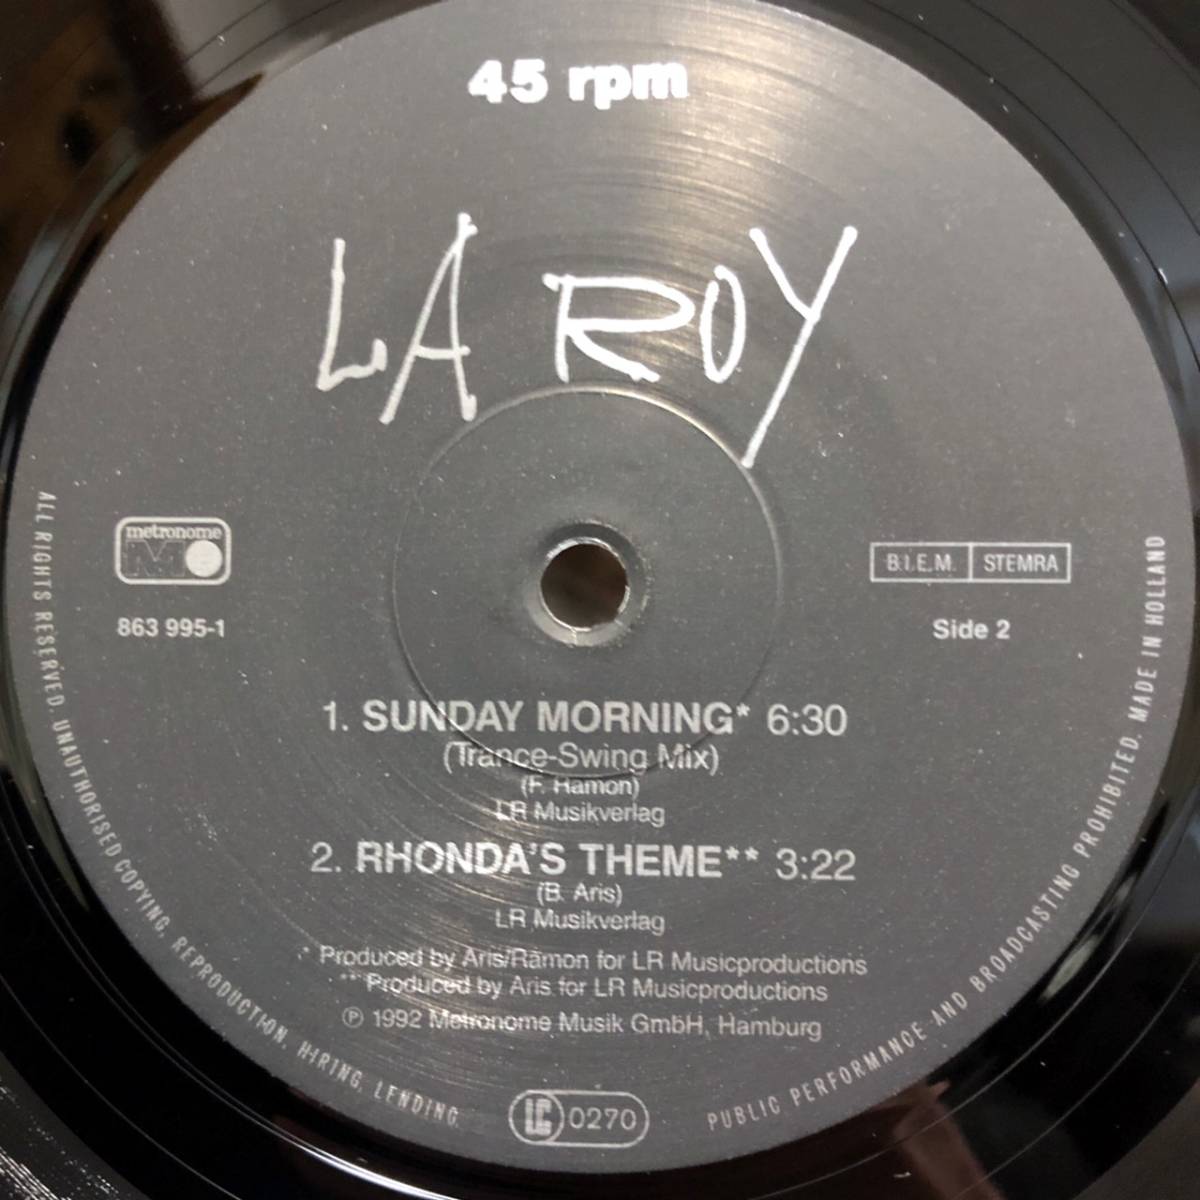 45 rpm
LA ROY
metronome
863 995-1
B.I.E.M. STEMRA
Side 2
1. SUNDAY MORNING* 6:30
(Trance-Swing Mix)
(F. Ramon)
LR Musikverlag
2. RHONDA'S THEME** 3:22
(B. Aris)
LR Musikverlag
* Produced by Aris/Ramon for LR Musicproductions
** Produced by Aris for LR Musicproductions
℗ 1992 Metronome Musik GmbH, Hamburg
LC 0270
ALL RIGHTS RESERVED. UNAUTHORISED COPYING, REPRODUCTION, HIRING, LENDING, PUBLIC PERFORMANCE AND BROADCASTING PROHIBITED. MADE IN HOLLAND